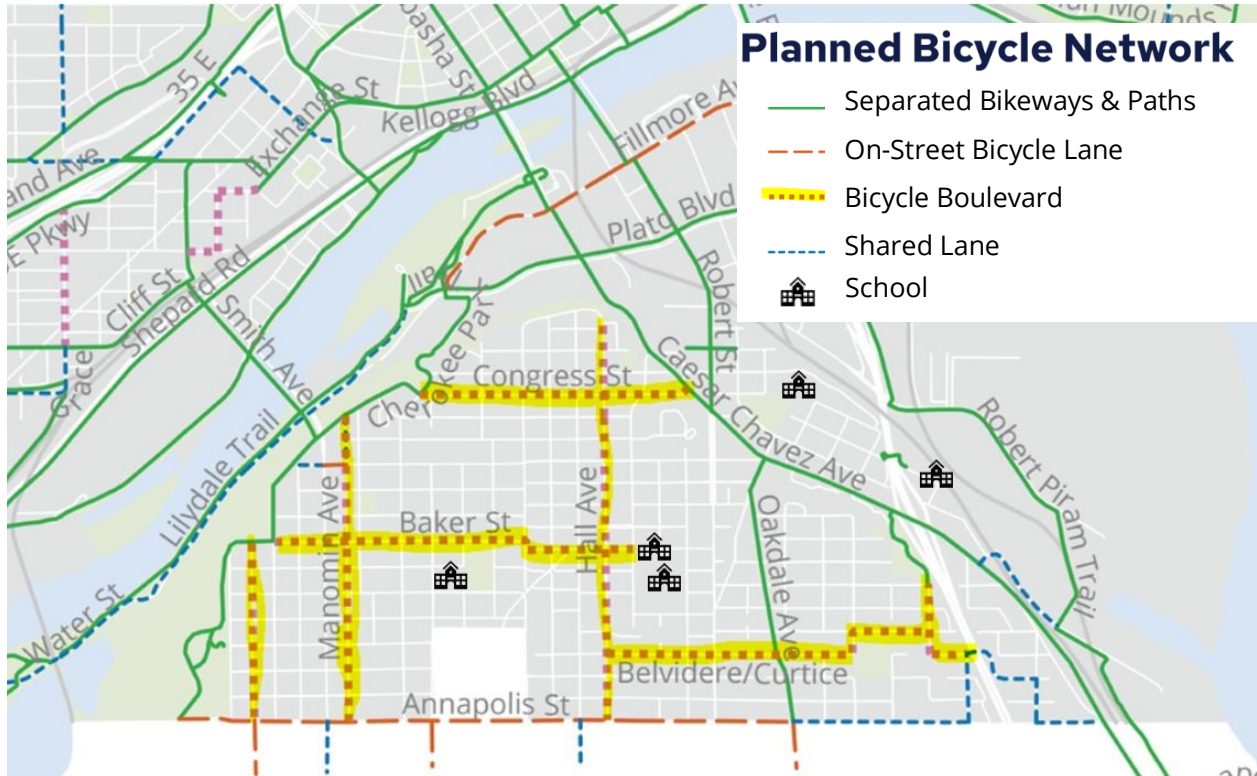 Planned Bicycle Network
Separated Bikeways & Paths
On-Street Bicycle Lane
Bicycle Boulevard
Shared Lane
School
35 E
Exchange St
Kellogg Blvd
Fillmore
Plato Blvd
Robert St
Cliff St
Shepard Rd
Smith Ave
Grace
Cherokee Park
Congress St
Caesar Chavez Ave
Lilydale Trail
Water St
Manomin Ave
Baker St
Hall Ave
Oakdale Ave
Robert Piram Trail
Belvidere/Curtice
Annapolis St